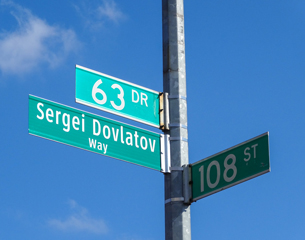 63 DR
Sergei Dovlatov
Way
108 ST